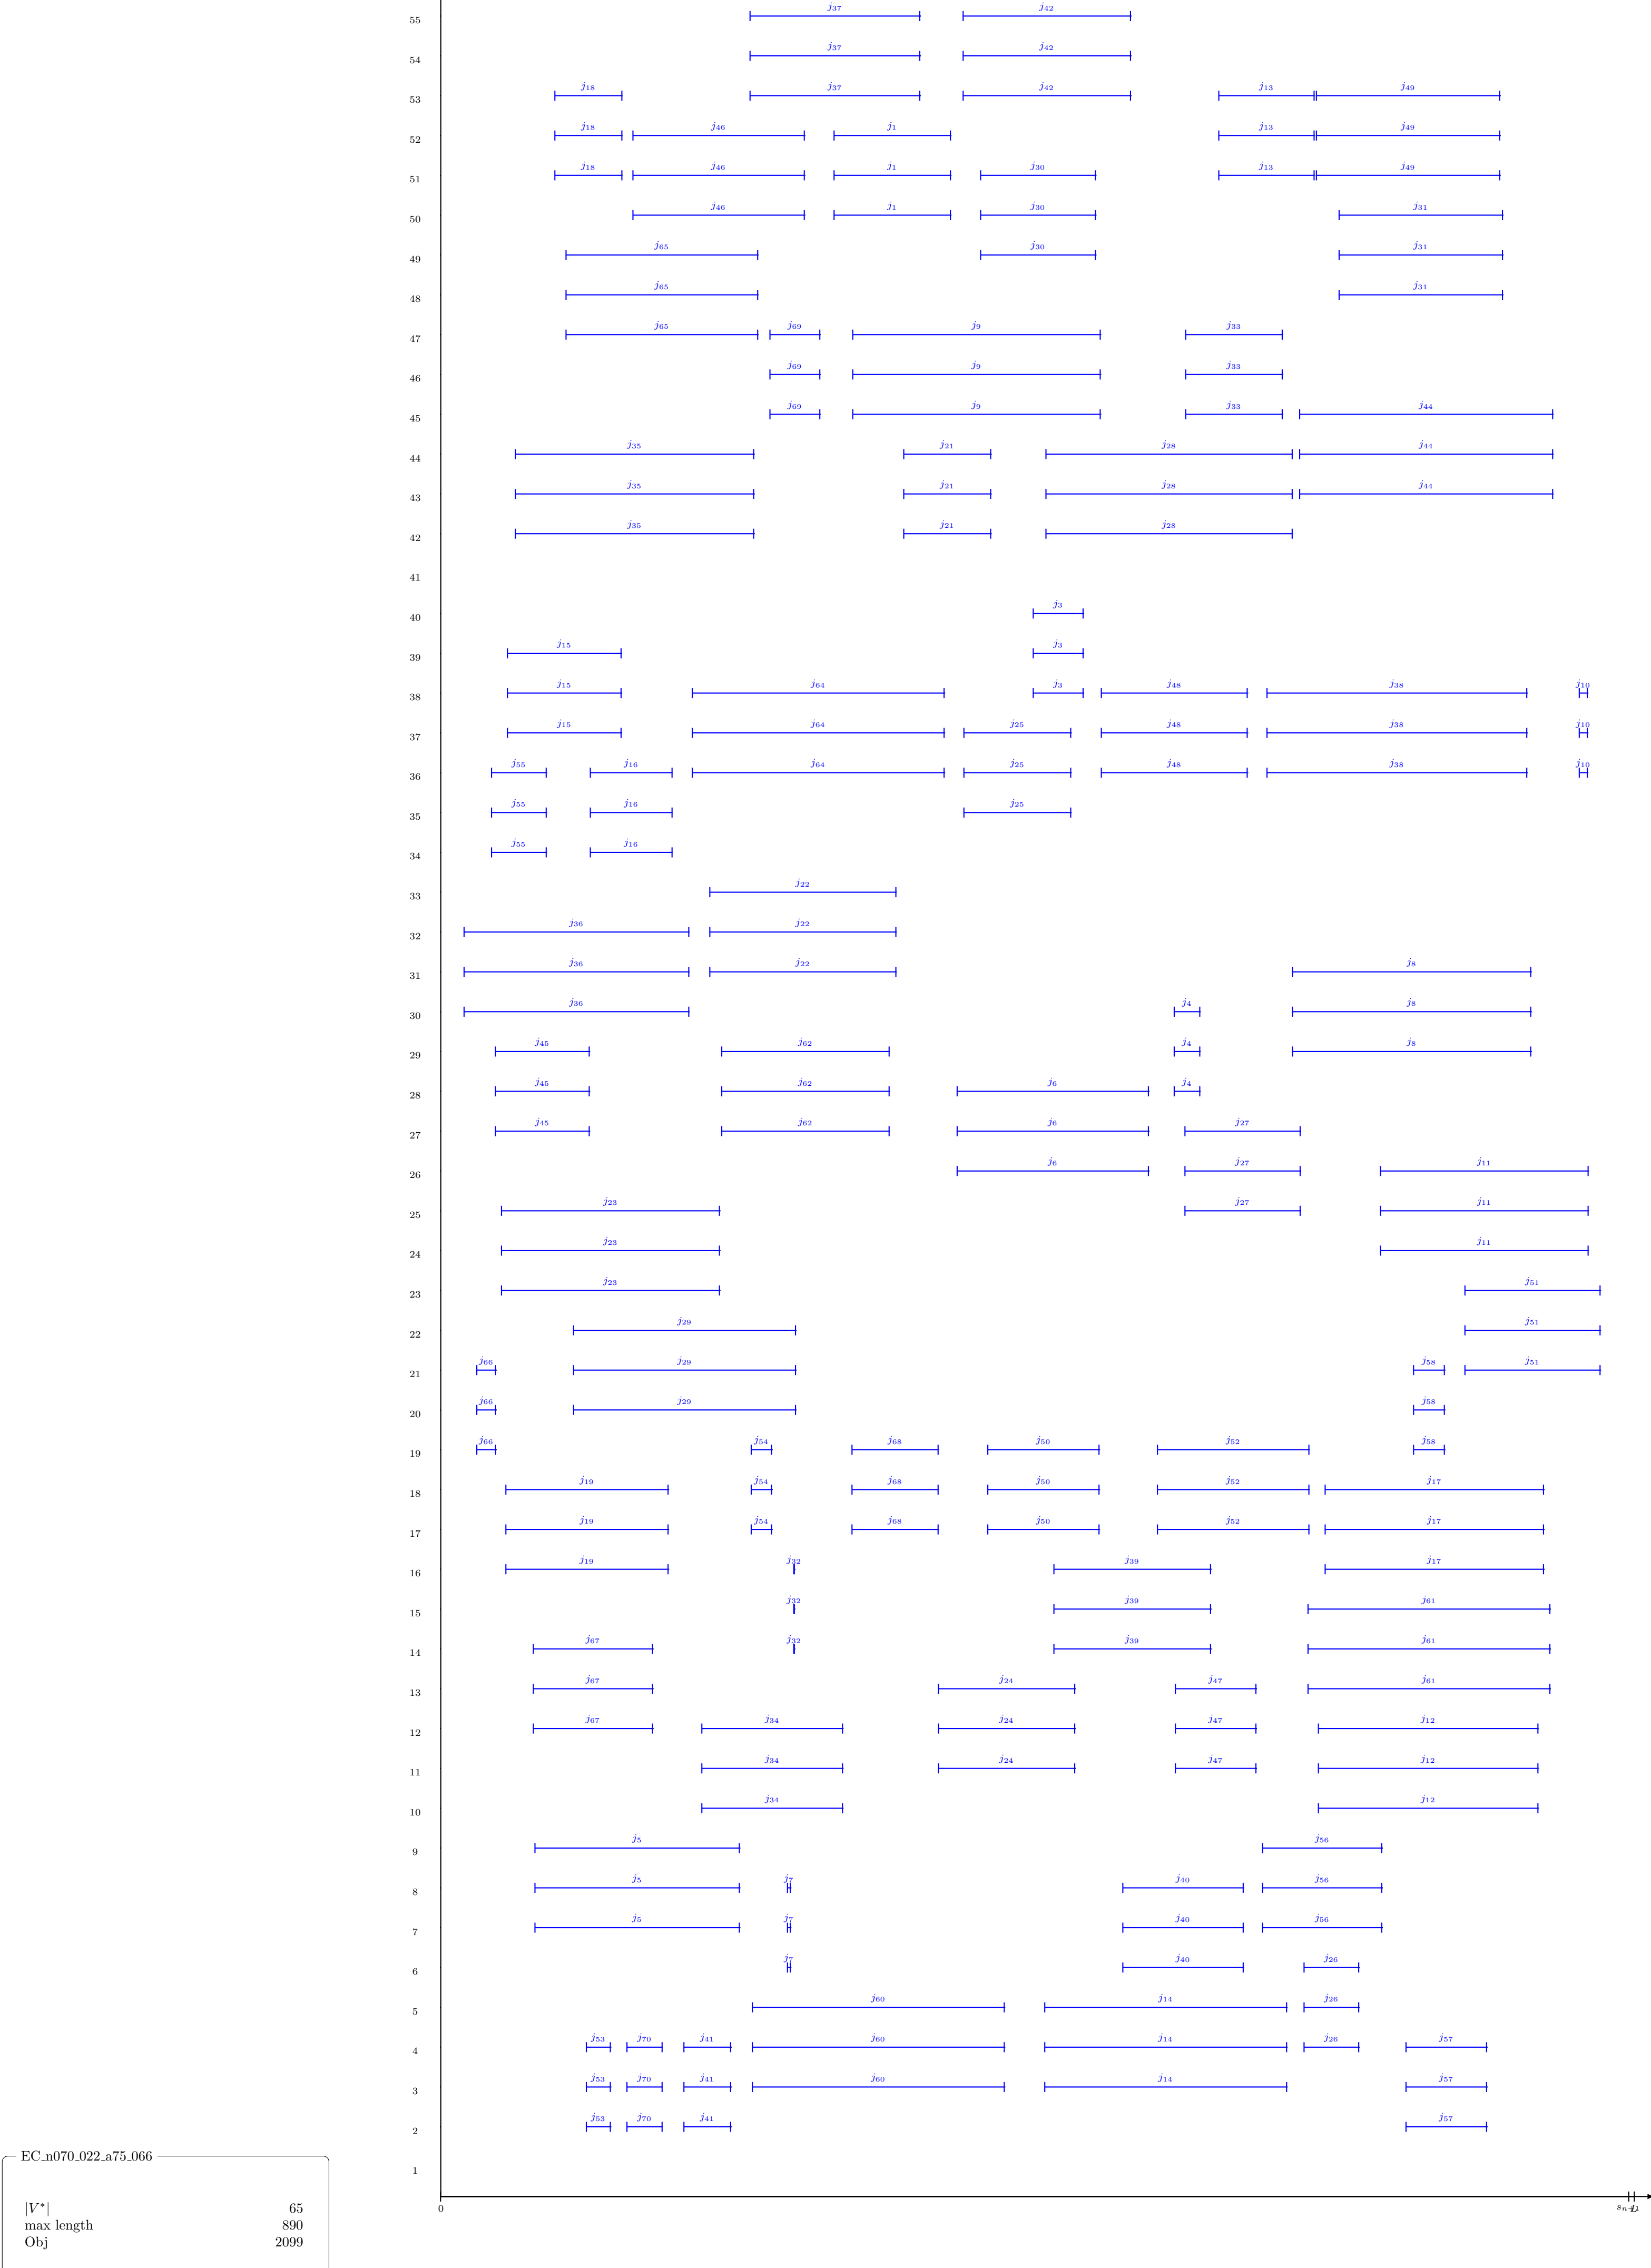 55 j37 j42
54 j37 j42
53 j18 j37 j42 j13 j49
52 j18 j46 j1 j13 j49
51 j18 j46 j1 j30 j13 j49
50 j46 j1 j30 j31
49 j65 j30 j31
48 j65 j31
47 j65 j69 j9 j33
46 j69 j9 j33
45 j69 j9 j33 j44
44 j35 j21 j28 j44
43 j35 j21 j28 j44
42 j35 j21 j28
41
40 j3
39 j15 j3
38 j15 j64 j3 j48 j38 j10
37 j15 j64 j25 j48 j38 j10
36 j55 j16 j64 j25 j48 j38 j10
35 j55 j16 j25
34 j55 j16
33 j22
32 j36 j22
31 j36 j22 j8
30 j36 j4 j8
29 j45 j62 j4 j8
28 j45 j62 j6 j4
27 j45 j62 j6 j27
26 j6 j27 j11
25 j23 j27 j11
24 j23 j11
23 j23 j51
22 j29 j51
21 j66 j29 j58 j51
20 j66 j29 j58
19 j66 j54 j68 j50 j52 j58
18 j19 j54 j68 j50 j52 j17
17 j19 j54 j68 j50 j52 j17
16 j19 j32 j39 j17
15 j32 j39 j61
14 j67 j32 j39 j61
13 j67 j24 j47 j61
12 j67 j34 j24 j47 j12
11 j34 j24 j47 j12
10 j34 j12
9 j5 j56
8 j5 j7 j40 j56
7 j5 j7 j40 j56
6 j7 j40 j26
5 j60 j14 j26
4 j53 j70 j41 j60 j14 j26 j57
3 j53 j70 j41 j60 j14 j57
2 j53 j70 j41 j57
1
0
EC_n070_022_a75_066
|V*| 65
max length 890
Obj 2099